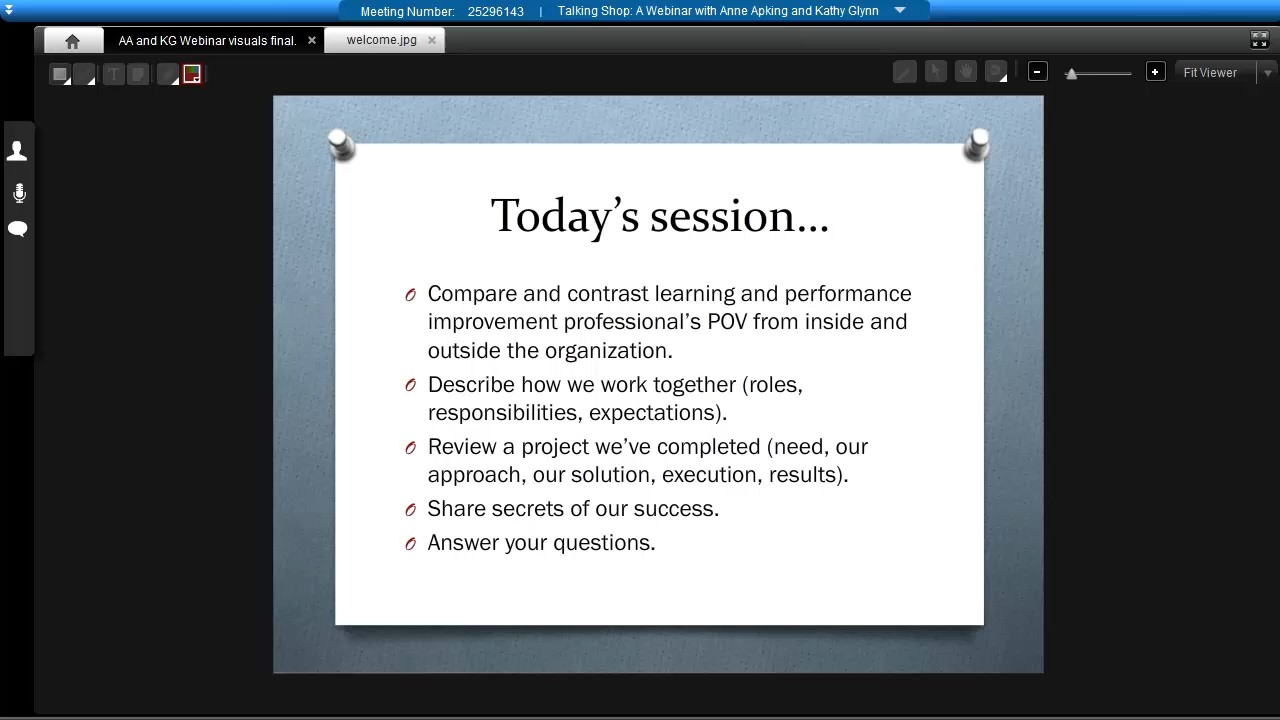 Meeting Number: 25296143 | Talking Shop: A Webinar with Anne Apking and Kathy Glynn
AA and KG Webinar visuals final.
welcome.jpg
T
Fit Viewer
Today’s session...
Compare and contrast learning and performance
improvement professional’s POV from inside and
outside the organization.
Describe how we work together (roles,
responsibilities, expectations).
Review a project we’ve completed (need, our
approach, our solution, execution, results).
Share secrets of our success.
Answer your questions.